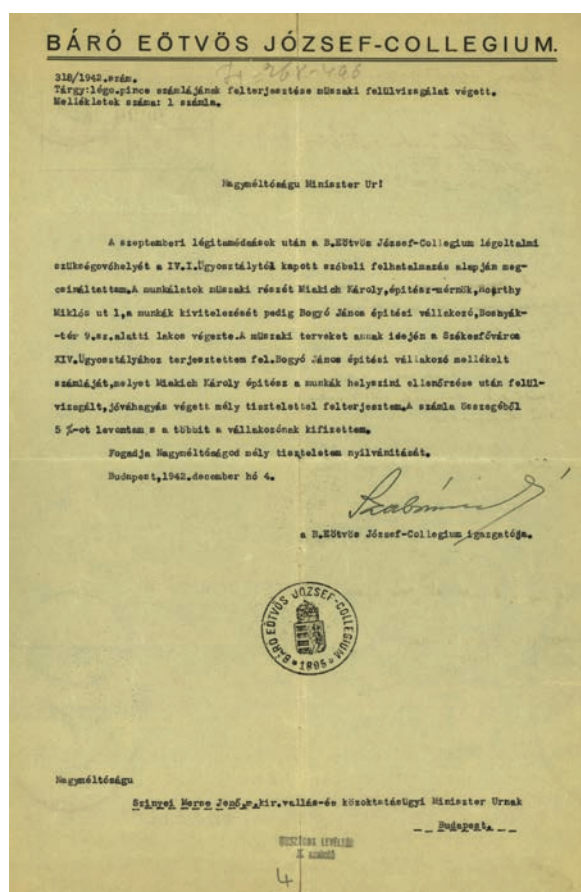 BÁRÓ EÖTVÖS JÓZSEF-COLLEGIUM.
318/1942.szám.
Tárgy:légo.pince számlájának felterjesztése műszaki felülvizsgálat végett.
Mellékletek száma: 1 számla.
Nagyméltóságu Miniszter Ur!
A szeptemberi légitámadások után a B.Eötvös József-Collegium légoltalmi
szükségóvóhelyét a IV.I.Ügyosztálytól kapott szóbeli felhatalmazás alapján meg-
csináltattam.A munkálatok műszaki részét Miakich Károly,építész-mérnök,Horthy
Miklós ut 1,a munkák kivitelezését pedig Bogyó János építési vállakozó,Bosnyák-
-tér 9.sz.alatti lakos végezte.A műszaki terveket annak idején a Székesfőváros
XIV.Ügyosztályához terjesztettem fel.Bogyó János építési vállakozó mellékelt
számláját,melyet Miakich Károly építész a munkák helyszini ellenőrzése után felül-
vizsgált,jóváhagyás végett mély tisztelettel felterjesztem.A számla összegéből
5 %-ot levontam s a többit a vállakozónak kifizettem.
Fogadja Nagyméltóságod mély tiszteletem nyilvánítását.
Budapest,1942.december hó 4.
a B.Eötvös József-Collegium igazgatója.
BÁRÓ EÖTVÖS JÓZSEF-COLLEGIUM
* 1895 *
Nagyméltóságu
Szinyei Merse Jenő,m.kir.vallás-és közoktatásügyi Miniszter Urnak
Budapest.
ORSZÁGOS LEVÉLTÁR
4